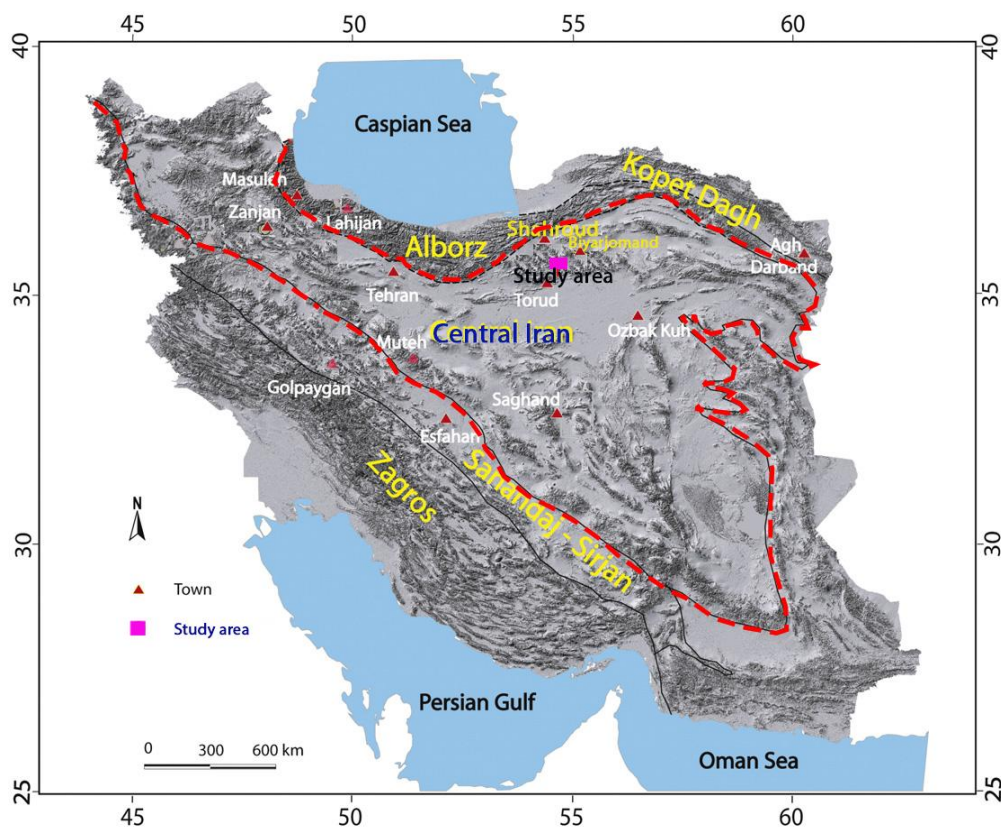 45 50 55 60
40 40
Caspian Sea
Kopet Dagh
Masuleh
Zanjan
Lahijan
Alborz
Shahroud
Biyarjomand
Agh
Darband
Study area
Tehran
Torud
35 35
Central Iran
Ozbak Kuh
Muteh
Golpaygan
Saghand
Esfahan
Zagros
Sanandaj - Sirjan
N
30 30
Town
Study area
Persian Gulf
0 300 600 km
Oman Sea
25 25
45 50 55 60